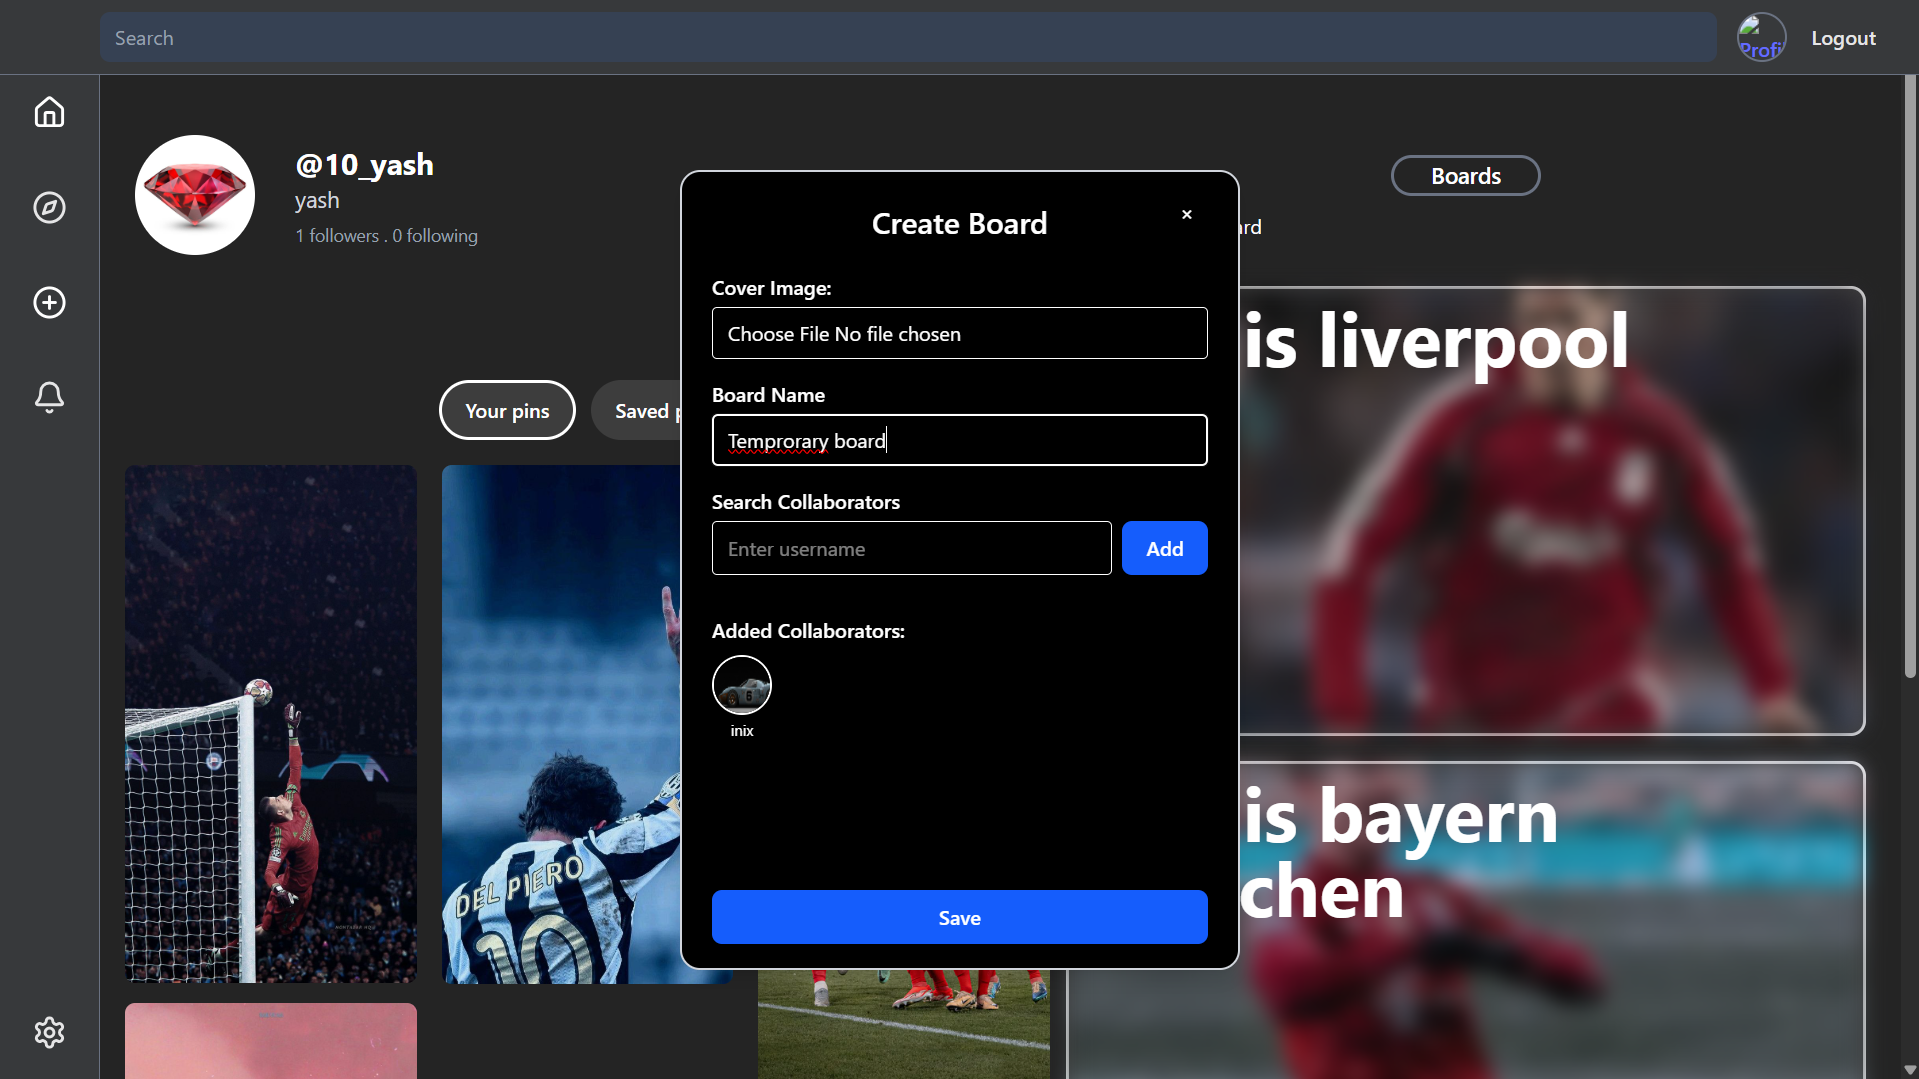 Search
Profi
Logout
@10_yash
yash
1 followers . 0 following
Boards
Create Board
×
ard
Cover Image:
Choose File No file chosen
is liverpool
Board Name
Your pins
Saved p
Temprorary board
Search Collaborators
Enter username
Add
Added Collaborators:
6
inix
is bayern
chen
DEL PIERO
10
Save